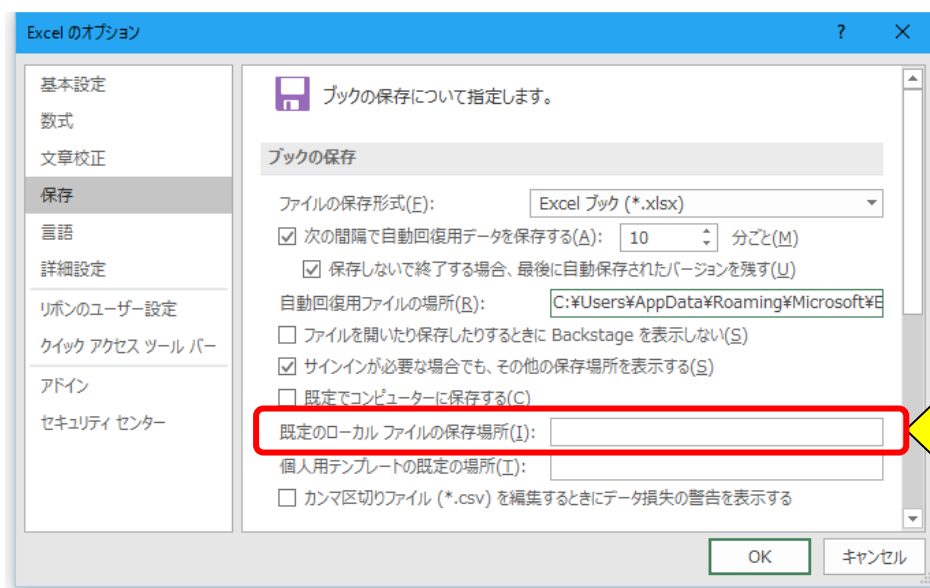 Excel のオプション
?
基本設定
数式
文章校正
保存
言語
詳細設定
リボンのユーザー設定
クイック アクセス ツール バー
アドイン
セキュリティ センター
ブックの保存について指定します。
ブックの保存
ファイルの保存形式(F): Excel ブック (*.xlsx)
次の間隔で自動回復用データを保存する(A): 10 分ごと(M)
保存しないで終了する場合、最後に自動保存されたバージョンを残す(U)
自動回復用ファイルの場所(R): C:¥Users¥AppData¥Roaming¥Microsoft¥E
ファイルを開いたり保存したりするときに Backstage を表示しない(S)
サインインが必要な場合でも、その他の保存場所を表示する(S)
既定でコンピューターに保存する(C)
既定のローカル ファイルの保存場所(I):
個人用テンプレートの既定の場所(T):
カンマ区切りファイル (*.csv) を編集するときにデータ損失の警告を表示する
OK キャンセル